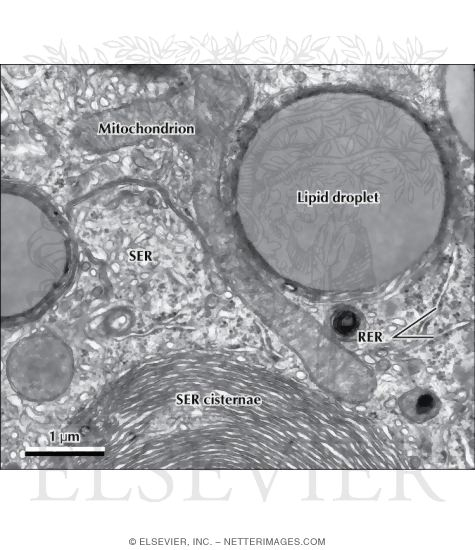 Mitochondrion
Lipid droplet
SER
RER
SER cisternae
1 µm
ELSEVIER
© ELSEVIER, INC. – NETTERIMAGES.COM